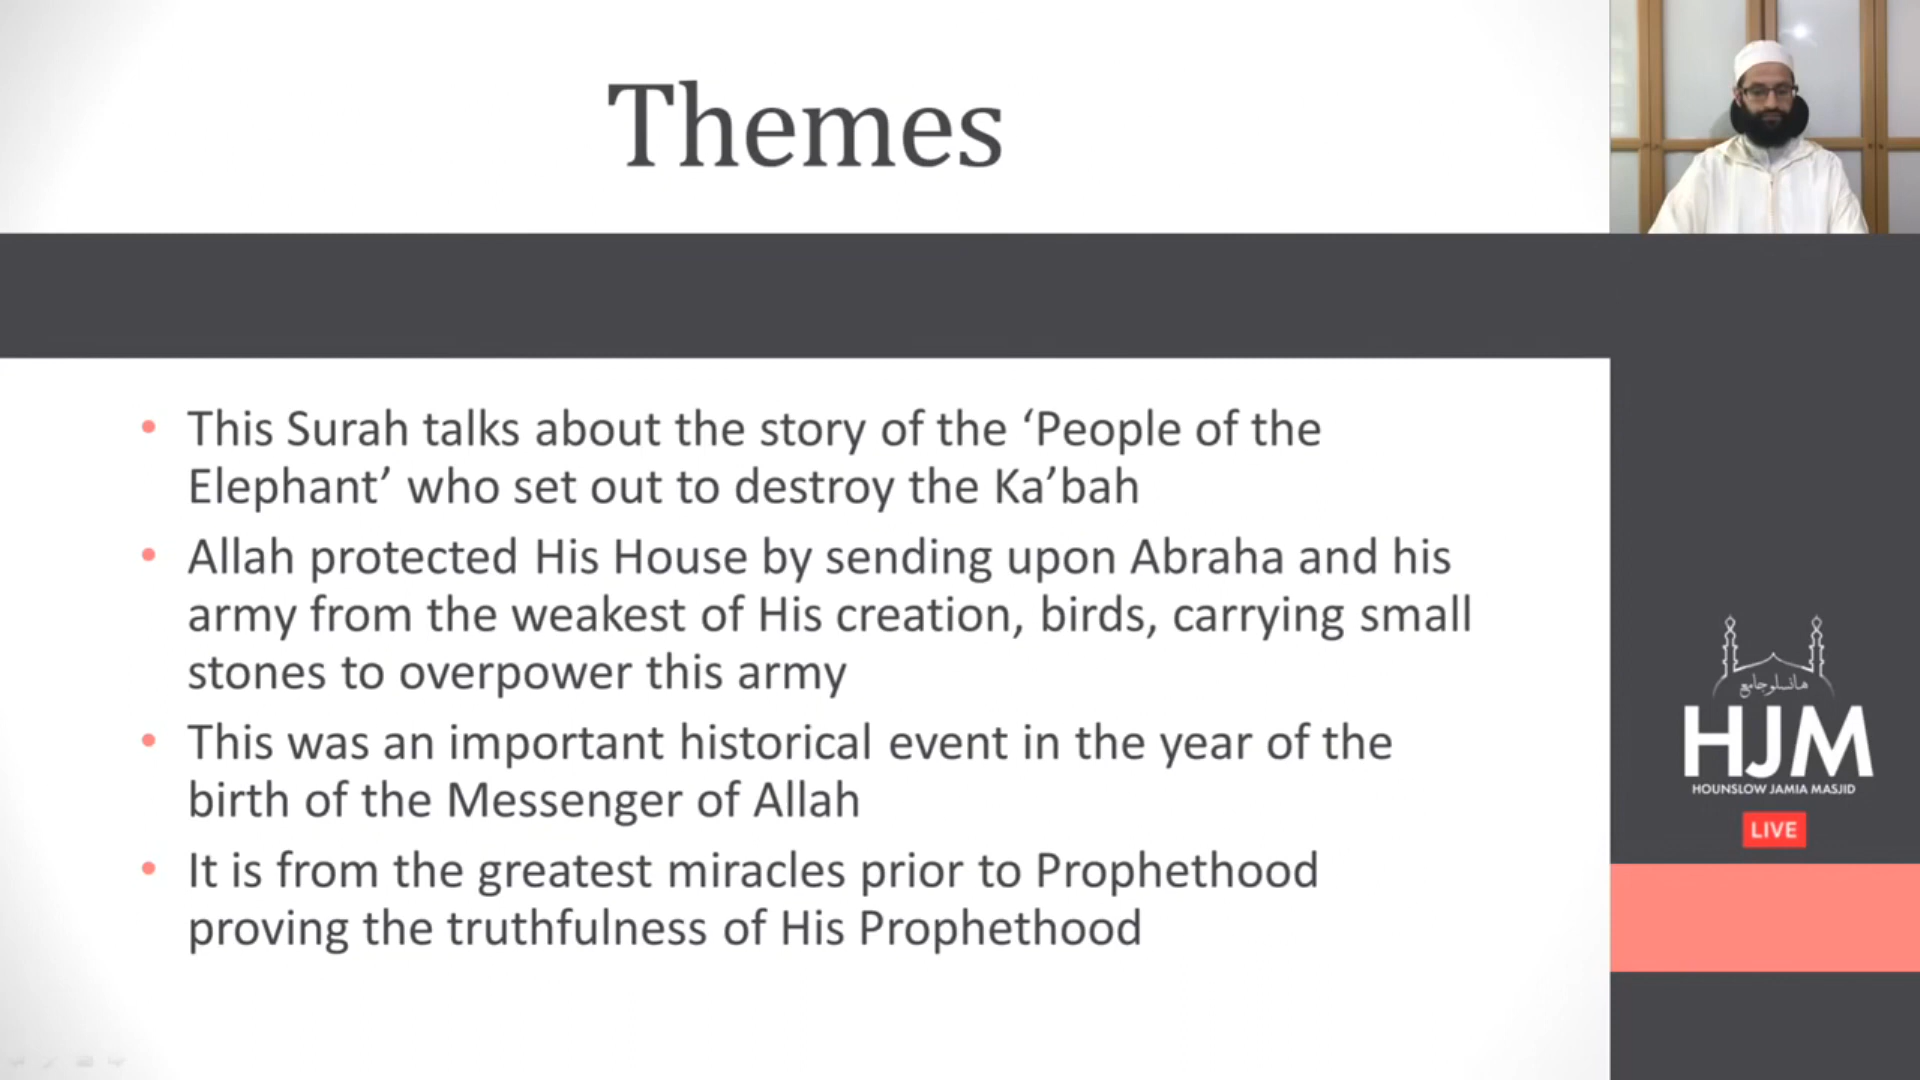 Themes
• This Surah talks about the story of the ‘People of the
Elephant’ who set out to destroy the Ka’bah
• Allah protected His House by sending upon Abraha and his
army from the weakest of His creation, birds, carrying small
stones to overpower this army
• This was an important historical event in the year of the
birth of the Messenger of Allah
• It is from the greatest miracles prior to Prophethood
proving the truthfulness of His Prophethood
هانسلو جامع
HJM
HOUNSLOW JAMIA MASJID
LIVE